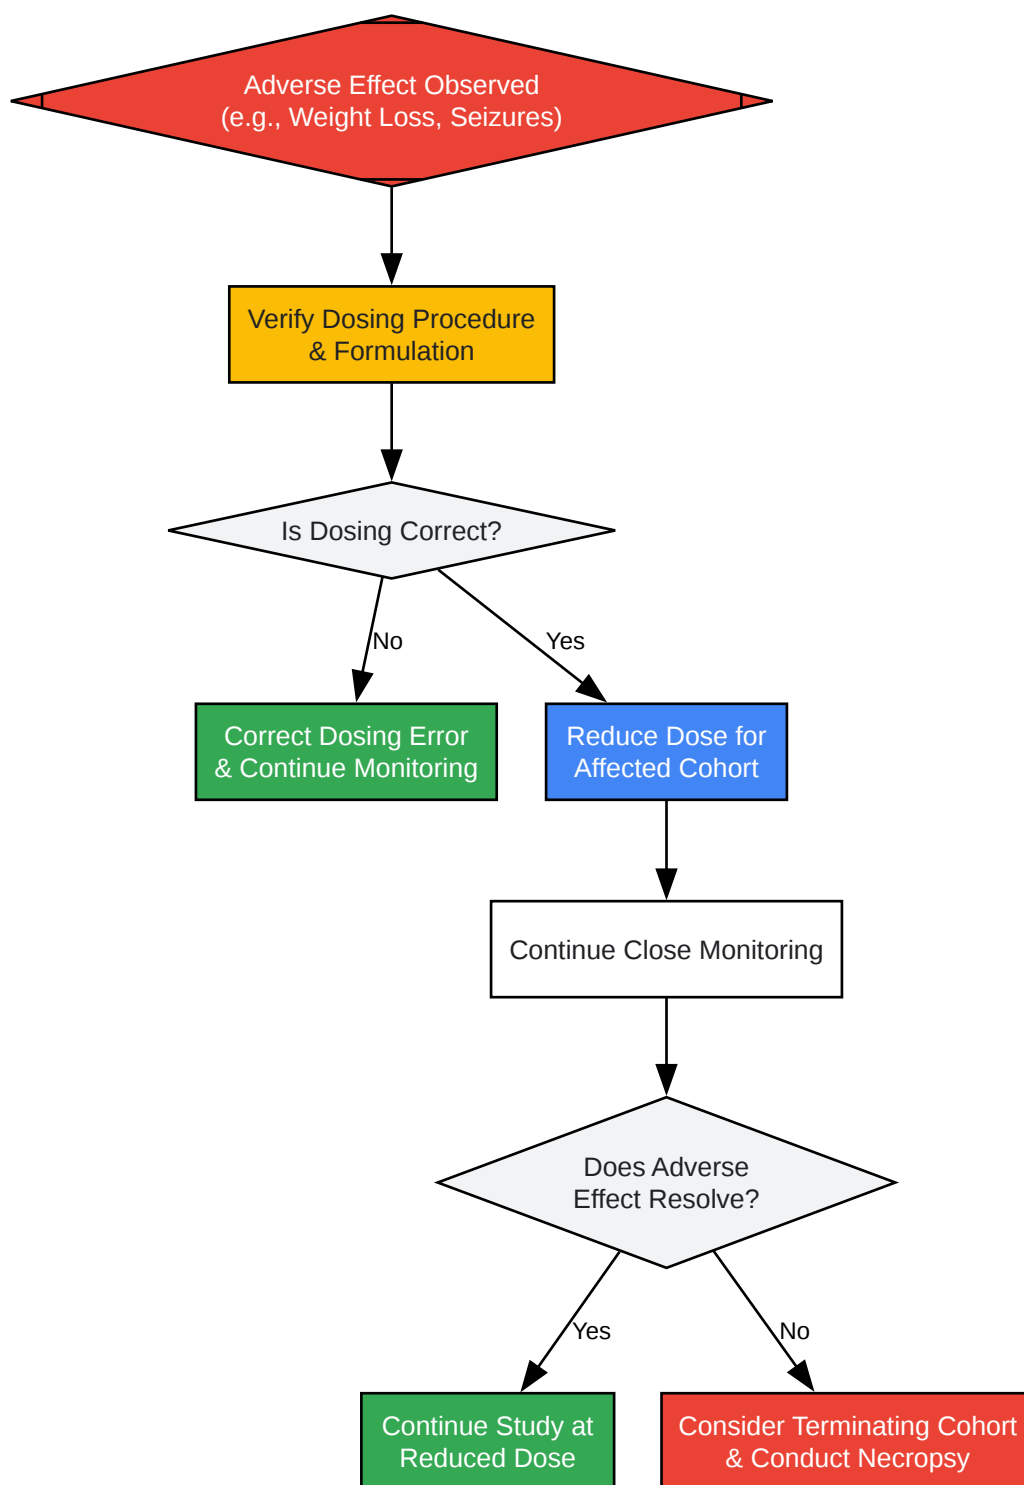 Adverse Effect Observed
(e.g., Weight Loss, Seizures)
Verify Dosing Procedure
& Formulation
Is Dosing Correct?
No
Yes
Correct Dosing Error
& Continue Monitoring
Reduce Dose for
Affected Cohort
Continue Close Monitoring
Does Adverse
Effect Resolve?
Yes
No
Continue Study at
Reduced Dose
Consider Terminating Cohort
& Conduct Necropsy